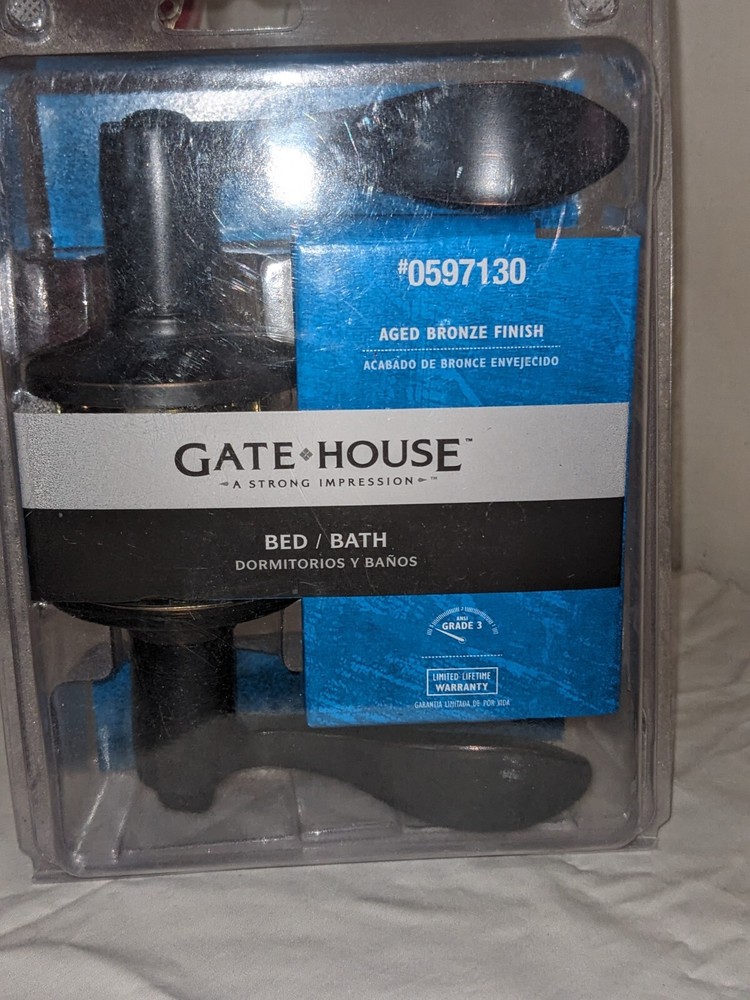 #0597130
AGED BRONZE FINISH
ACABADO DE BRONCE ENVEJECIDO
GATE HOUSE™
A STRONG IMPRESSION™
BED / BATH
DORMITORIOS Y BAÑOS
ANSI
GRADE 3
LIMITED LIFETIME
WARRANTY
GARANTÍA LIMITADA DE POR VIDA